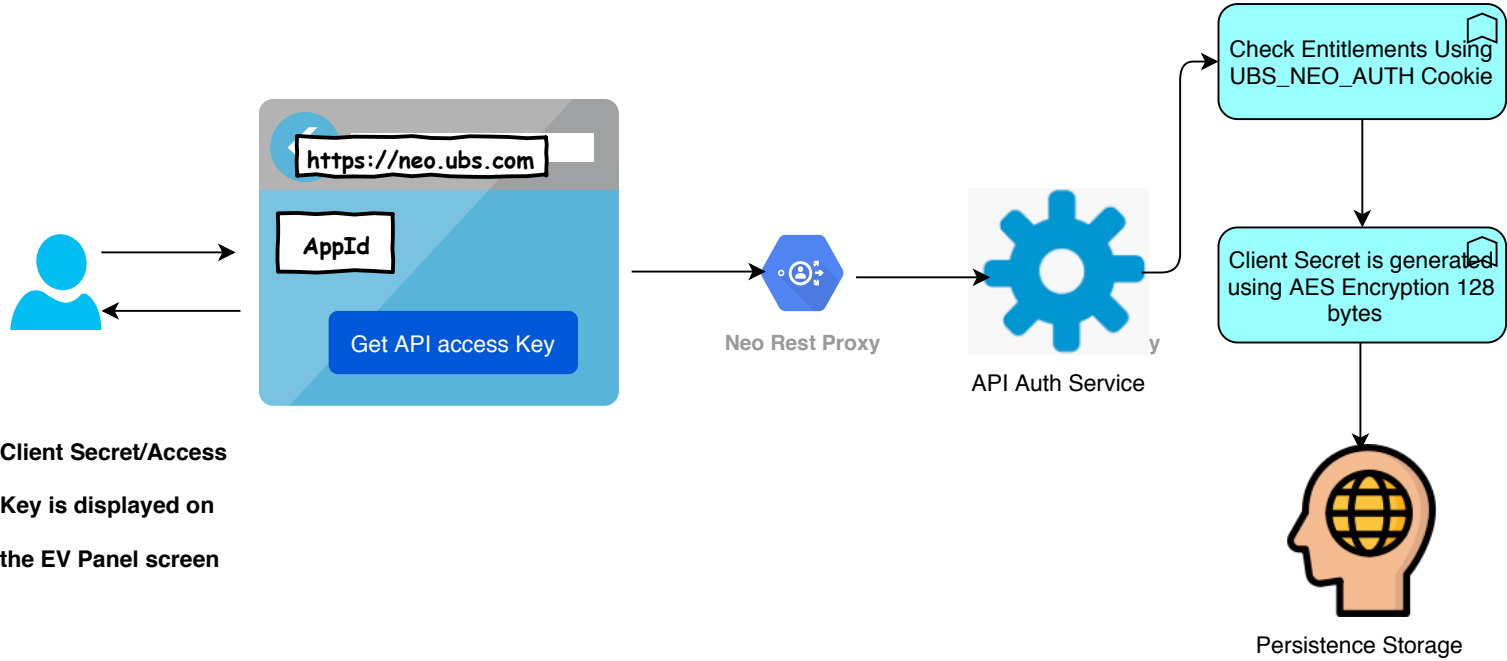 Check Entitlements Using
UBS_NEO_AUTH Cookie
https://neo.ubs.com
AppId
Client Secret is generated
using AES Encryption 128
bytes
Get API access Key
Neo Rest Proxy
y
API Auth Service
Client Secret/Access
Key is displayed on
the EV Panel screen
Persistence Storage